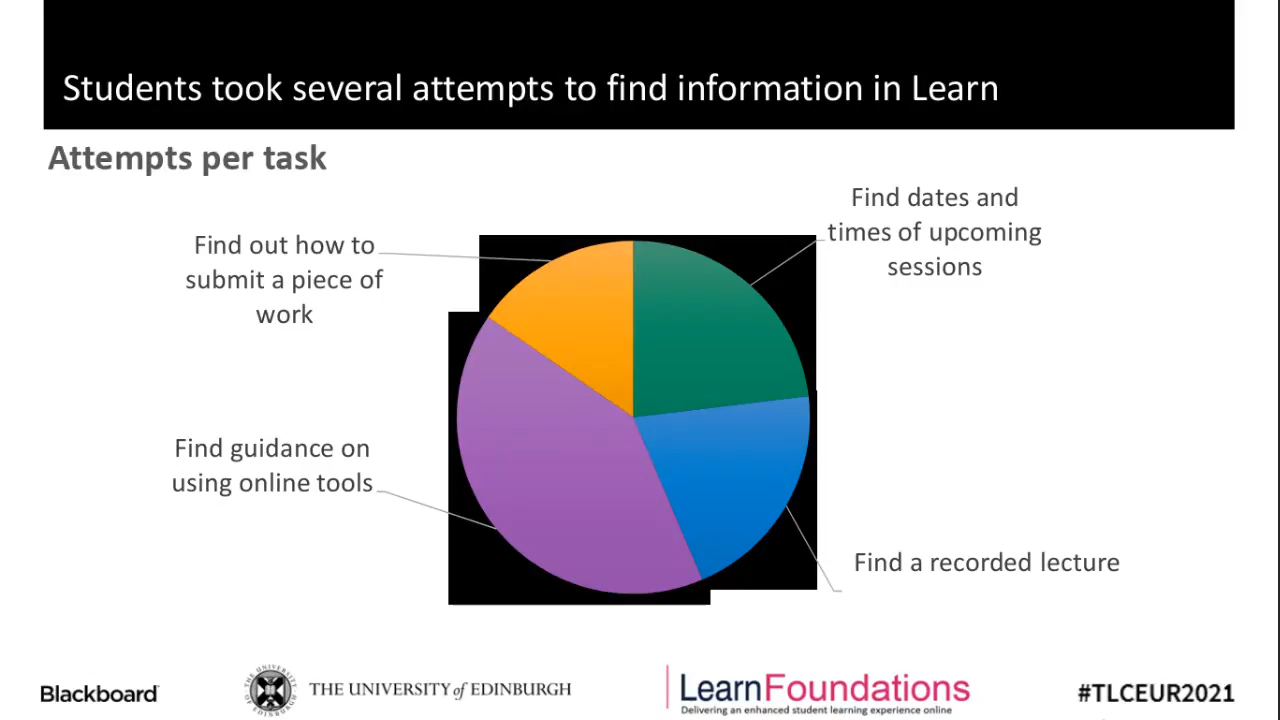 Students took several attempts to find information in Learn
Attempts per task
Find dates and
times of upcoming
sessions
Find out how to
submit a piece of
work
Find guidance on
using online tools
Find a recorded lecture
Blackboard
THE UNIVERSITY of EDINBURGH
LearnFoundations
Delivering an enhanced student learning experience online
#TLCEUR2021